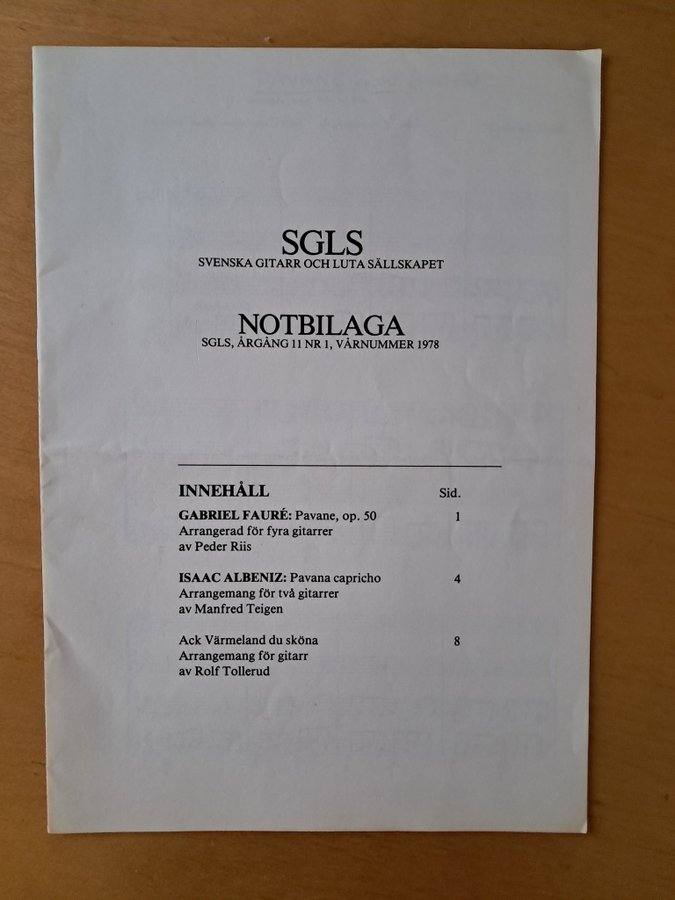 SGLS
SVENSKA GITARR OCH LUTA SÄLLSKAPET
NOTBILAGA
SGLS, ÅRGÅNG 11 NR 1, VÅRNUMMER 1978
INNEHÅLL Sid.
GABRIEL FAURÉ: Pavane, op. 50 1
Arrangerad för fyra gitarrer
av Peder Riis
ISAAC ALBENIZ: Pavana capricho 4
Arrangemang för två gitarrer
av Manfred Teigen
Ack Värmeland du sköna 8
Arrangemang för gitarr
av Rolf Tollerud